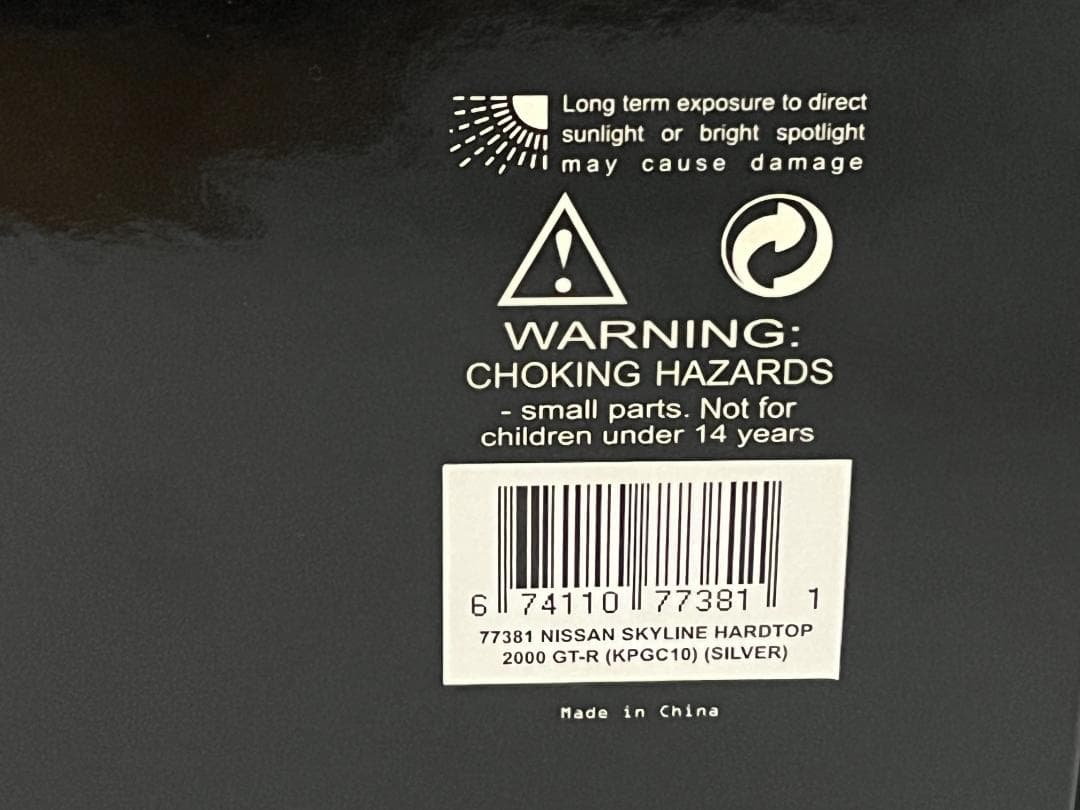 Long term exposure to direct
sunlight or bright spotlight
may cause damage
WARNING:
CHOKING HAZARDS
- small parts. Not for
children under 14 years
6 74110 77381 1
77381 NISSAN SKYLINE HARDTOP
2000 GT-R (KPGC10) (SILVER)
Made in China